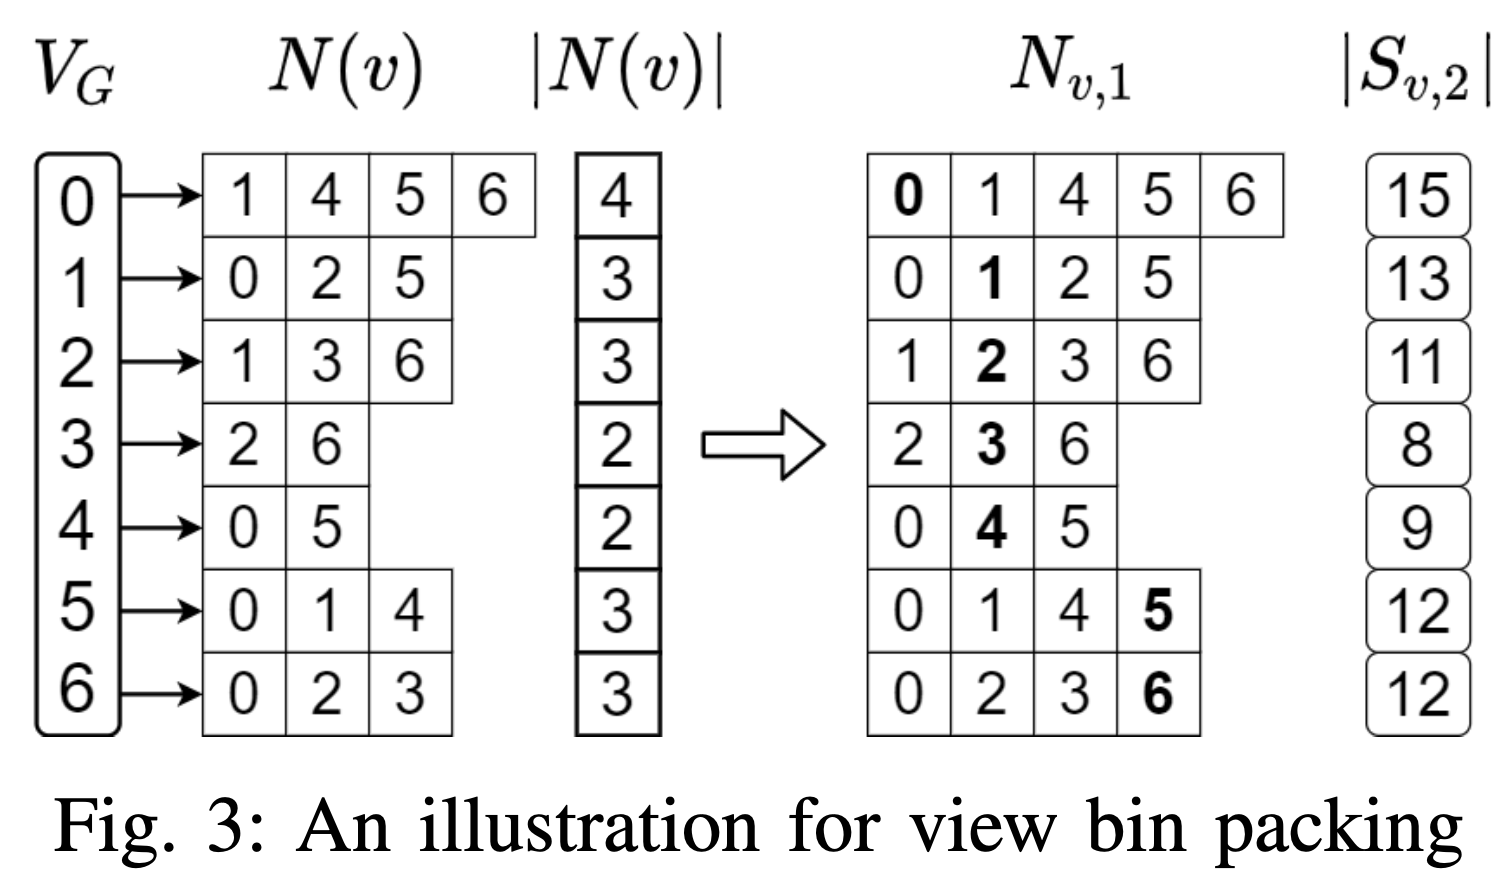 V_G N(v) |N(v)| N_{v,1} |S_{v,2}|
0 1 4 5 6 4 0 1 4 5 6 15
1 0 2 5 3 0 1 2 5 13
2 1 3 6 3 1 2 3 6 11
3 2 6 2 2 3 6 8
4 0 5 2 0 4 5 9
5 0 1 4 3 0 1 4 5 12
6 0 2 3 3 0 2 3 6 12
Fig. 3: An illustration for view bin packing